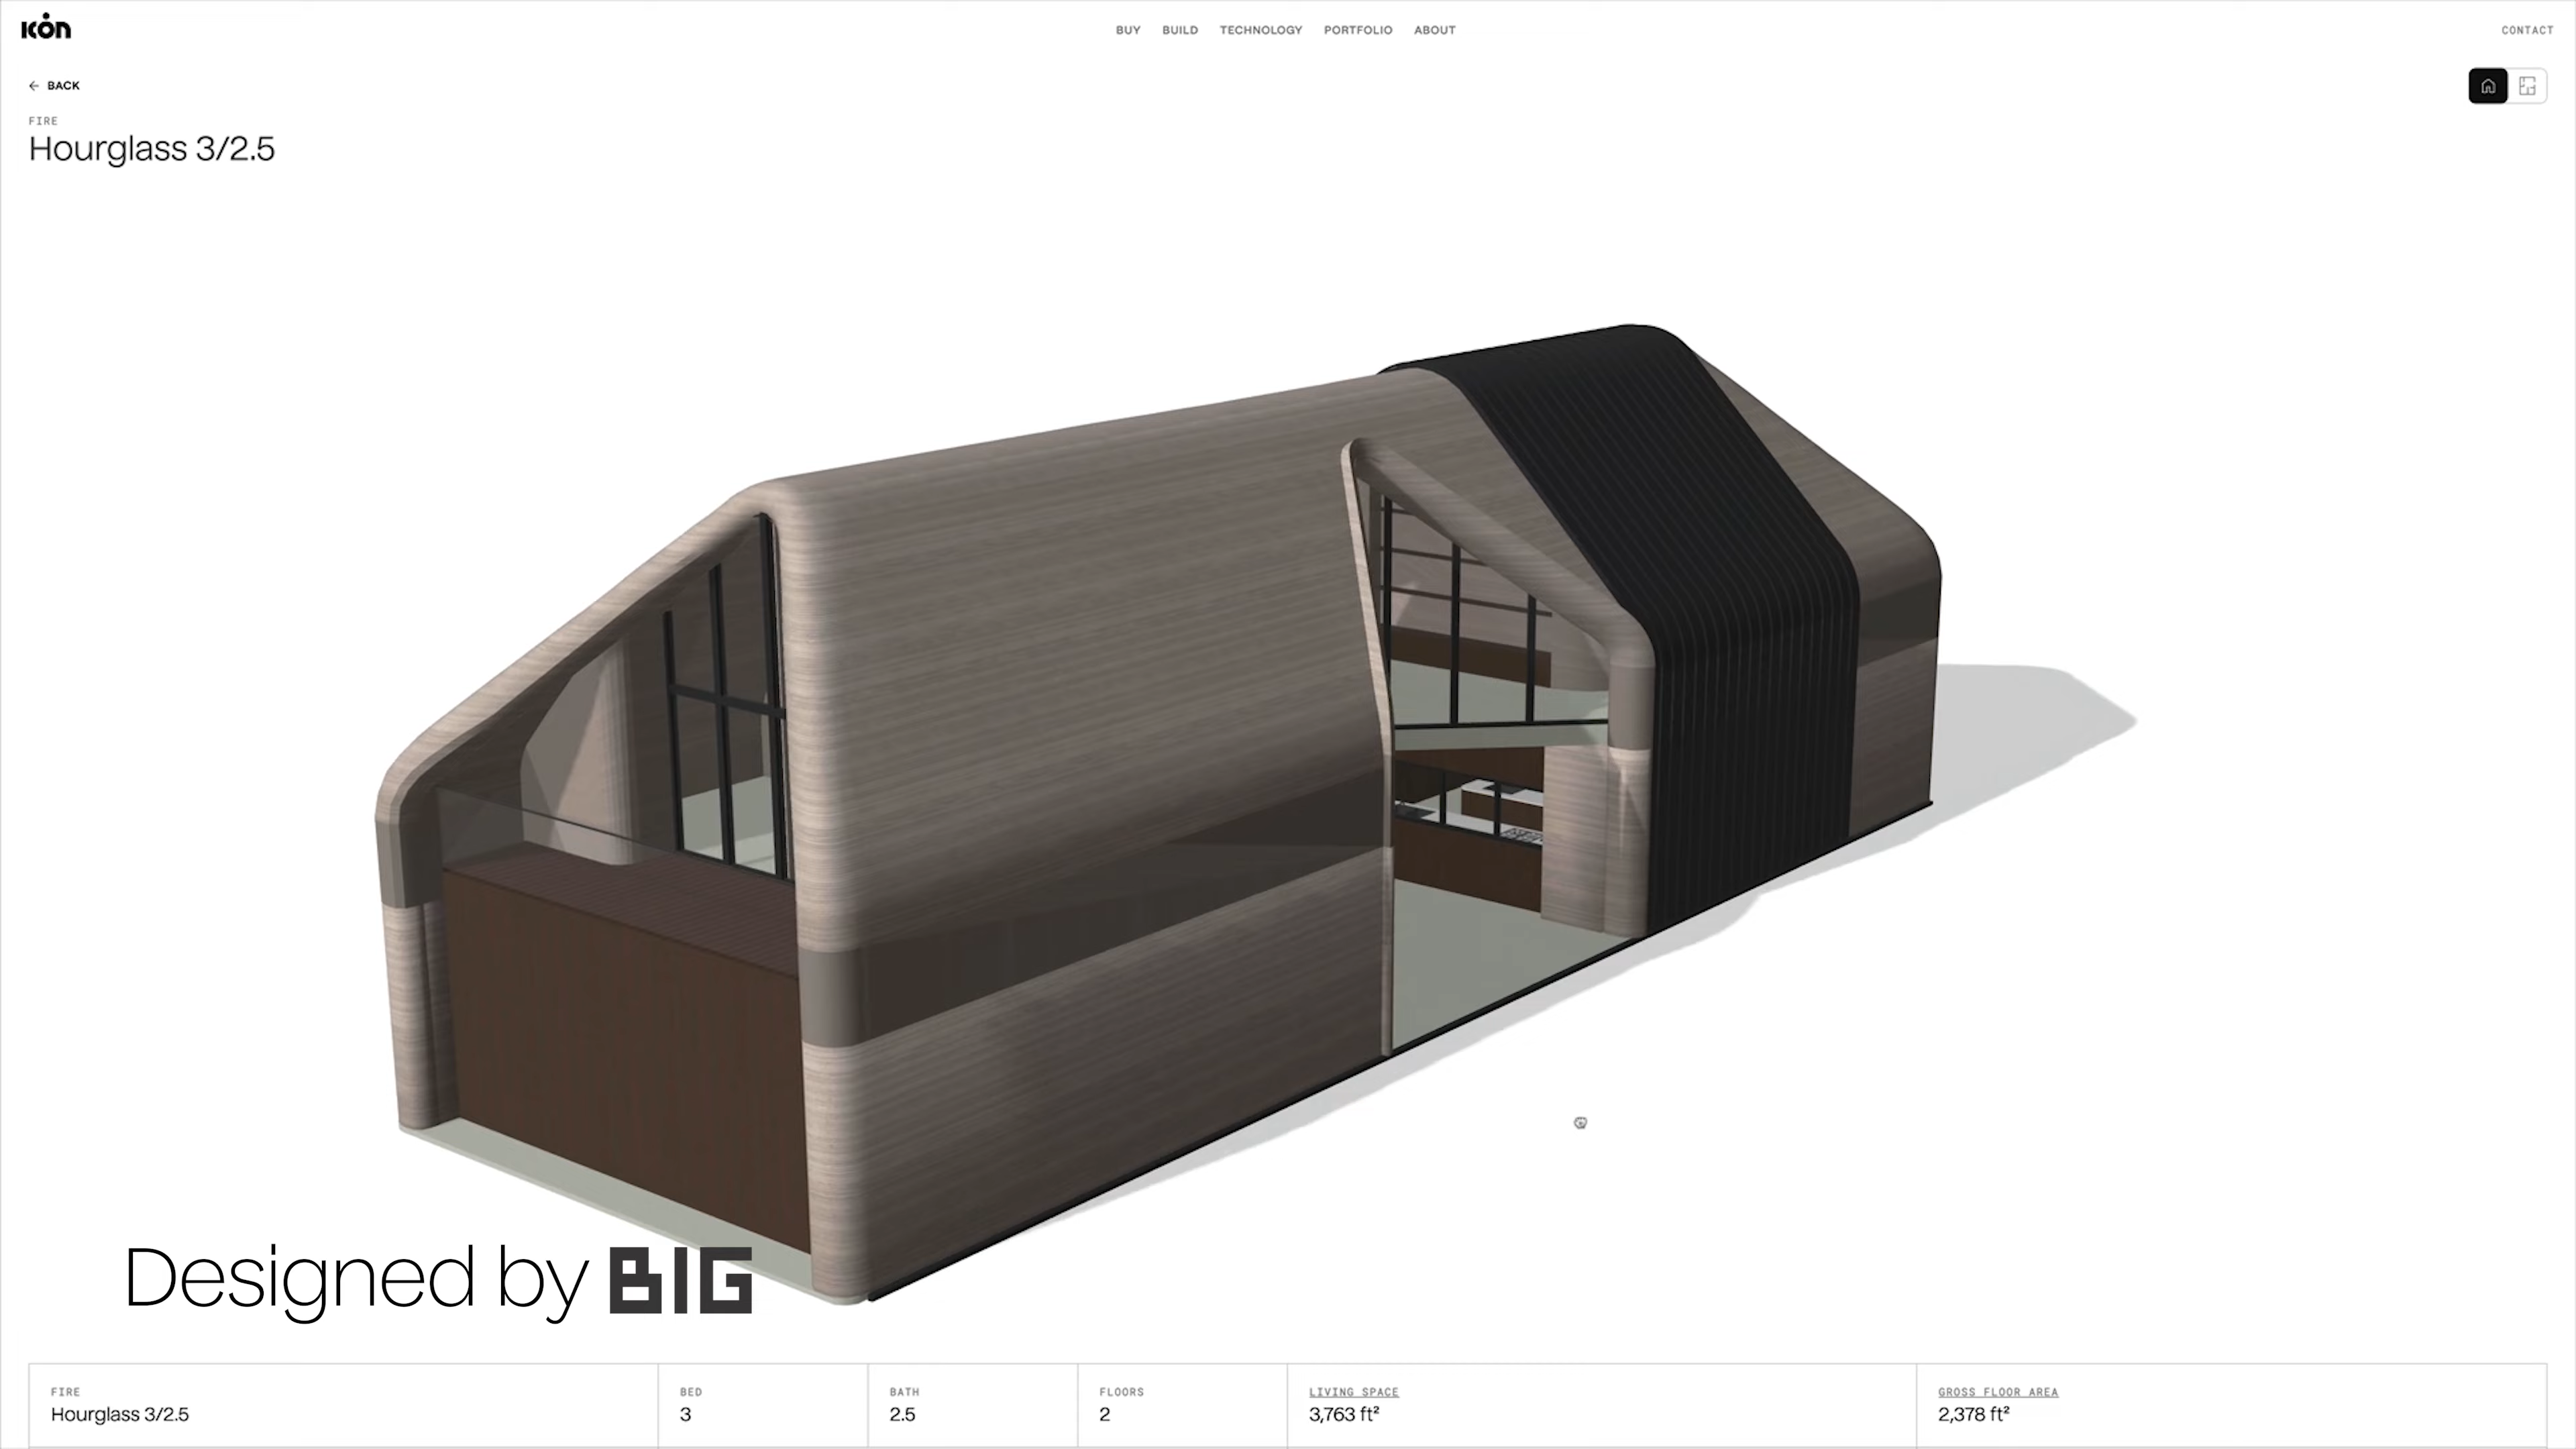 ICON
BUY BUILD TECHNOLOGY PORTFOLIO ABOUT
CONTACT
← BACK
FIRE
Hourglass 3/2.5
Designed by BIG
FIRE
Hourglass 3/2.5
BED
3
BATH
2.5
FLOORS
2
LIVING SPACE
3,763 ft²
GROSS FLOOR AREA
2,378 ft²